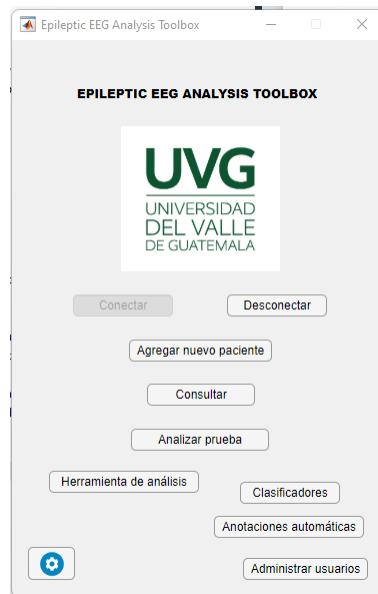 Epileptic EEG Analysis Toolbox
EPILEPTIC EEG ANALYSIS TOOLBOX
UVG
UNIVERSIDAD
DEL VALLE
DE GUATEMALA
Conectar
Desconectar
Agregar nuevo paciente
Consultar
Analizar prueba
Herramienta de análisis
Clasificadores
Anotaciones automáticas
Administrar usuarios